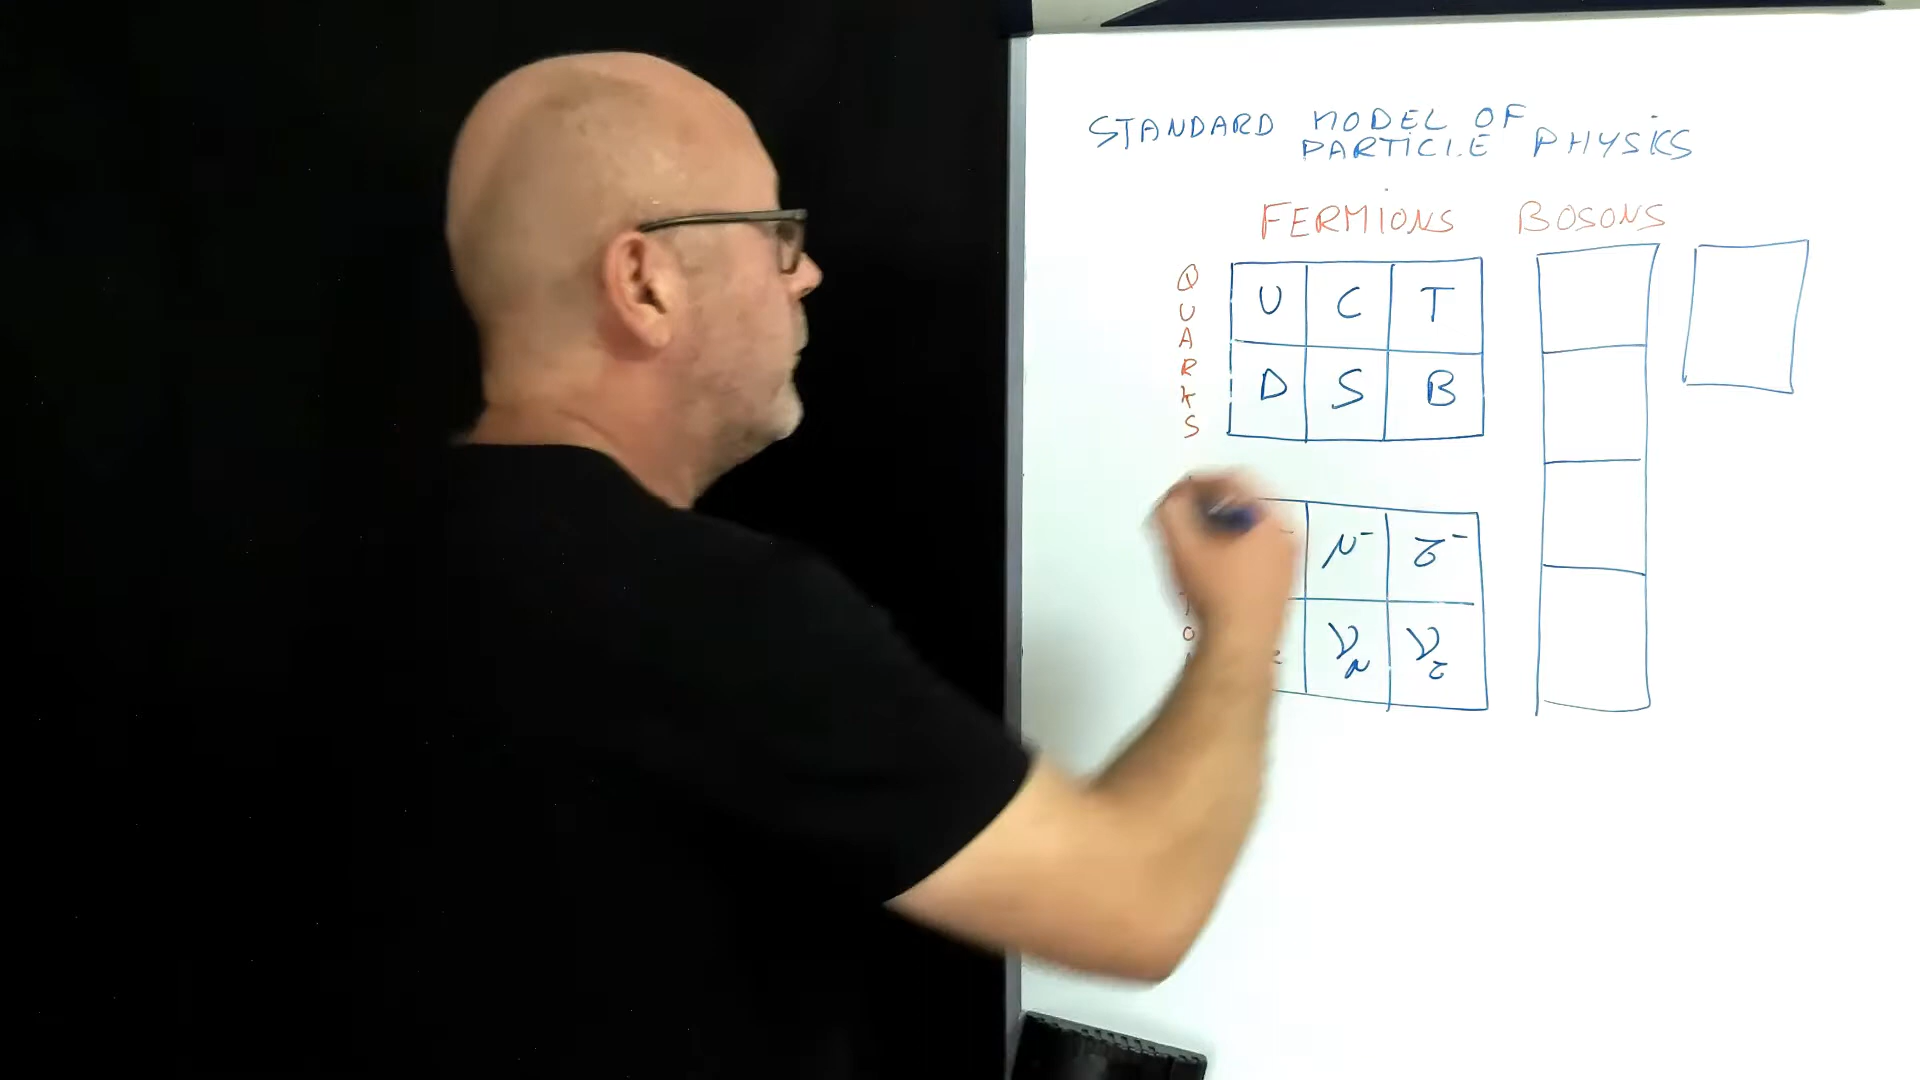 STANDARD MODEL OF
PARTICLE PHYSICS
FERMIONS BOSONS
QUARKS
U C T
D S B
μ⁻ τ⁻
ν_μ ν_τ